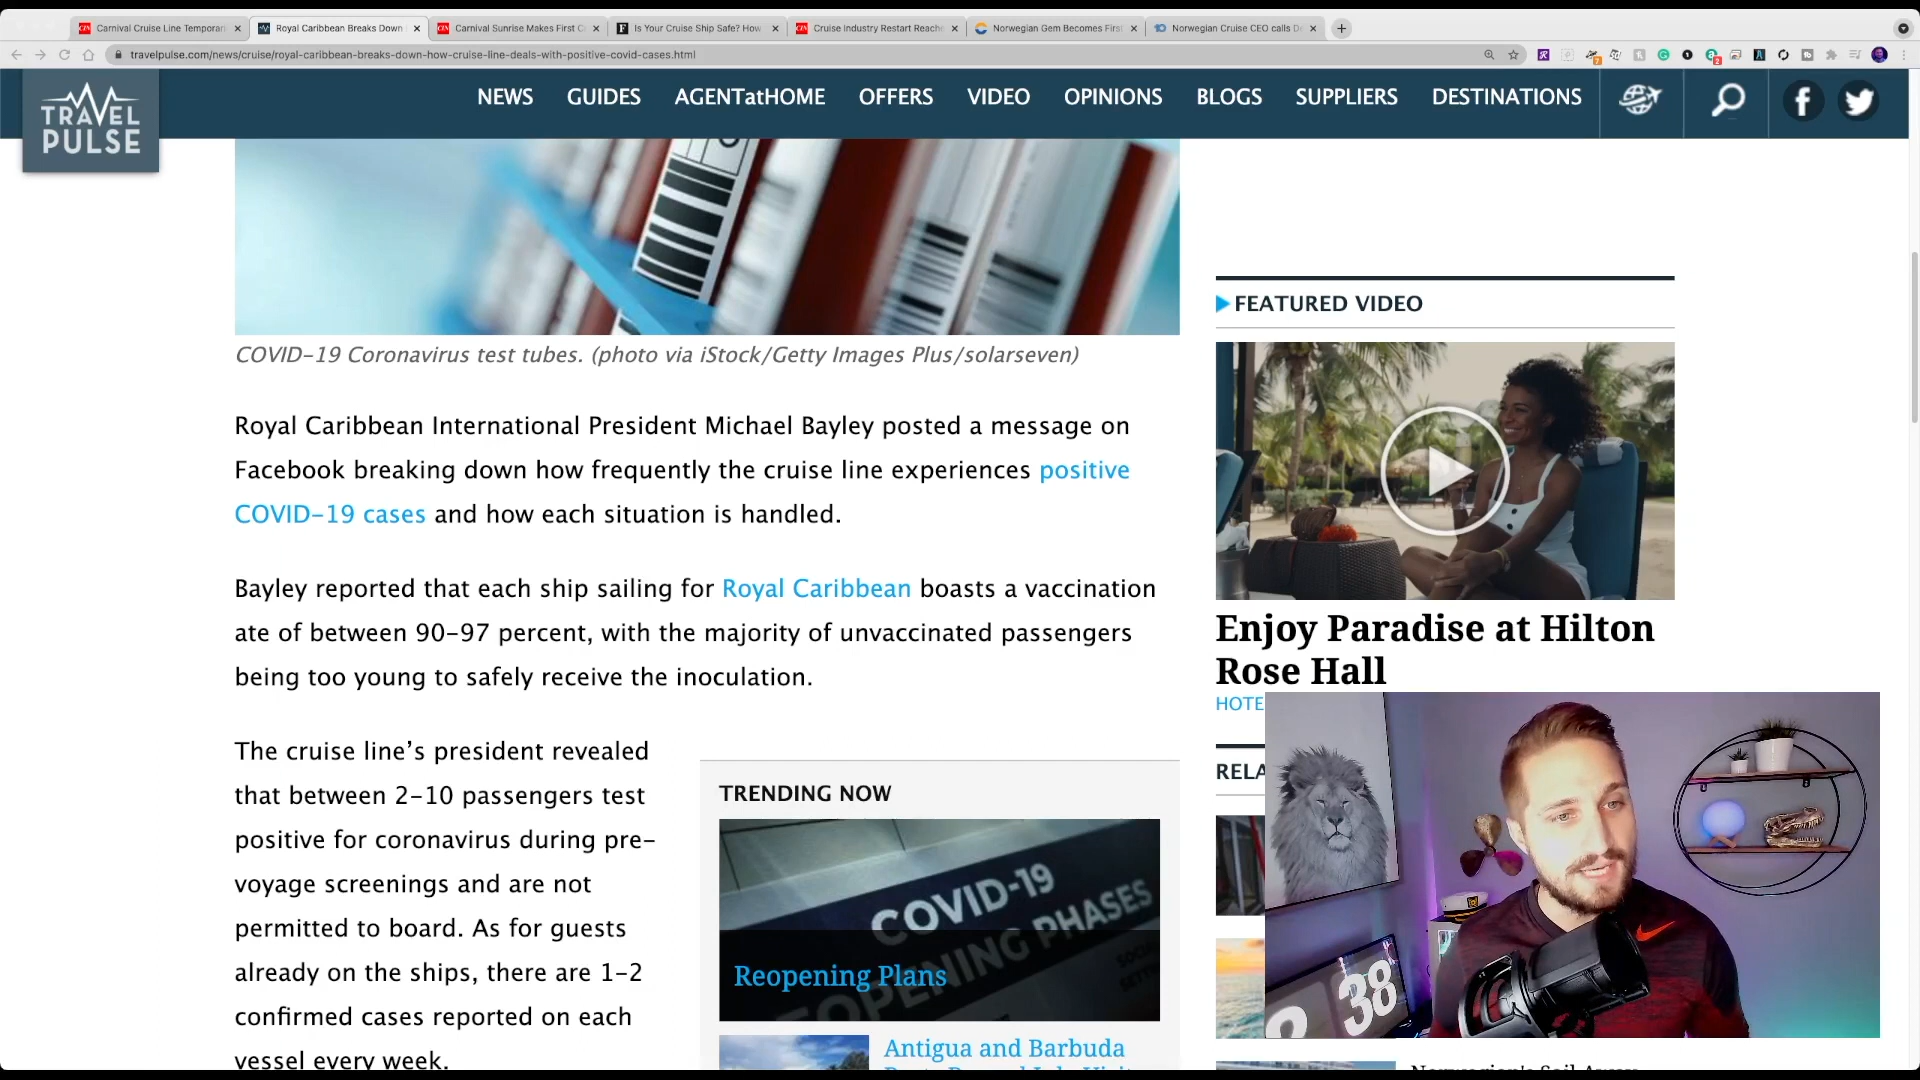 Carnival Cruise Line Temporar
Royal Caribbean Breaks Down
Carnival Sunrise Makes First C
Is Your Cruise Ship Safe? How
Cruise Industry Restart Reache
Norwegian Gem Becomes First
Norwegian Cruise CEO calls De
travelpulse.com/news/cruise/royal-caribbean-breaks-down-how-cruise-line-deals-with-positive-covid-cases.html
TRAVEL
PULSE
NEWS GUIDES AGENTatHOME OFFERS VIDEO OPINIONS BLOGS SUPPLIERS DESTINATIONS
COVID-19 Coronavirus test tubes. (photo via iStock/Getty Images Plus/solarseven)
Royal Caribbean International President Michael Bayley posted a message on
Facebook breaking down how frequently the cruise line experiences positive
COVID-19 cases and how each situation is handled.
Bayley reported that each ship sailing for Royal Caribbean boasts a vaccination
ate of between 90-97 percent, with the majority of unvaccinated passengers
being too young to safely receive the inoculation.
The cruise line's president revealed
that between 2-10 passengers test
positive for coronavirus during pre-
voyage screenings and are not
permitted to board. As for guests
already on the ships, there are 1-2
confirmed cases reported on each
vessel every week.
TRENDING NOW
COVID-19
REOPENING PHASES
Reopening Plans
Antigua and Barbuda
FEATURED VIDEO
Enjoy Paradise at Hilton
Rose Hall
HOTE
RELA
38